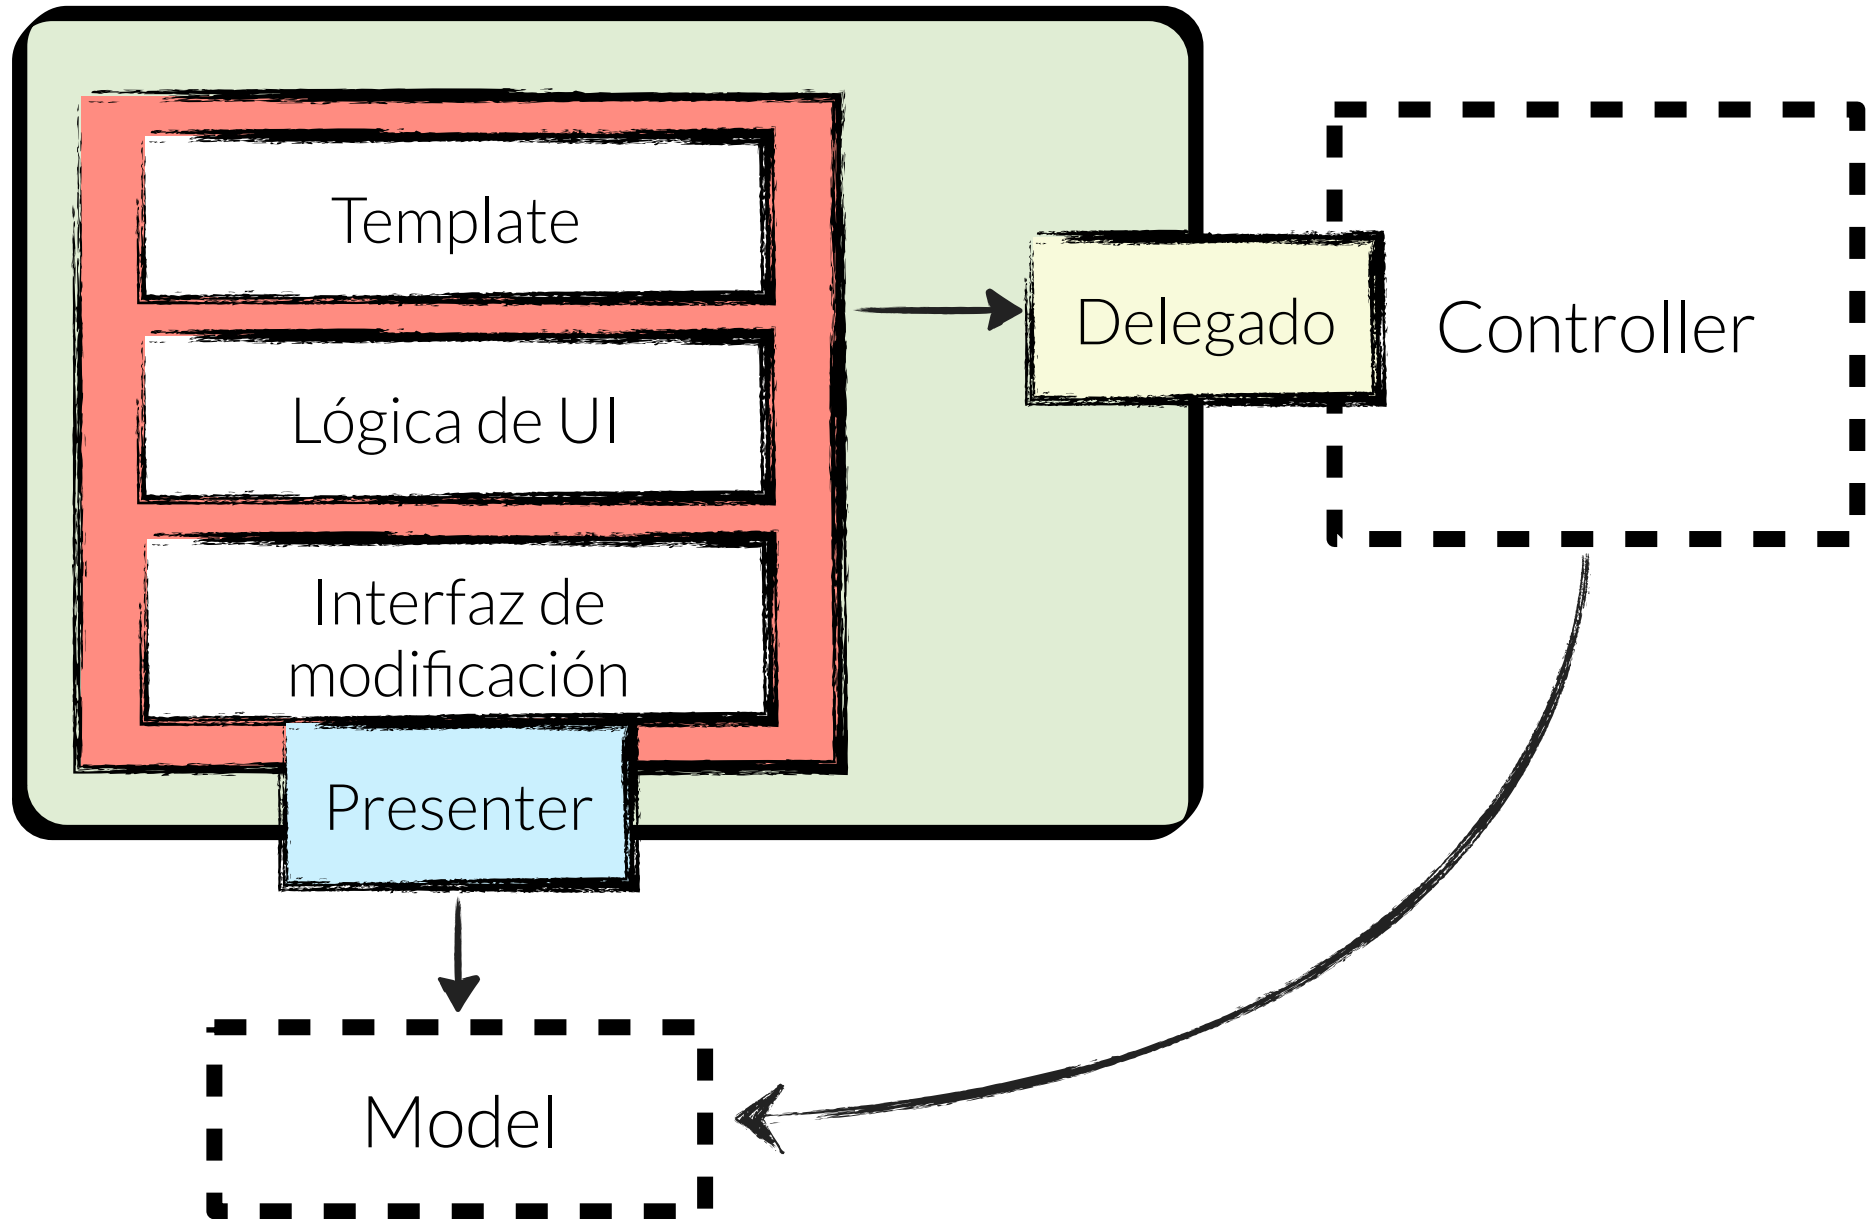 Template
Lógica de UI
Interfaz de
modificación
Presenter
Delegado
Controller
Model